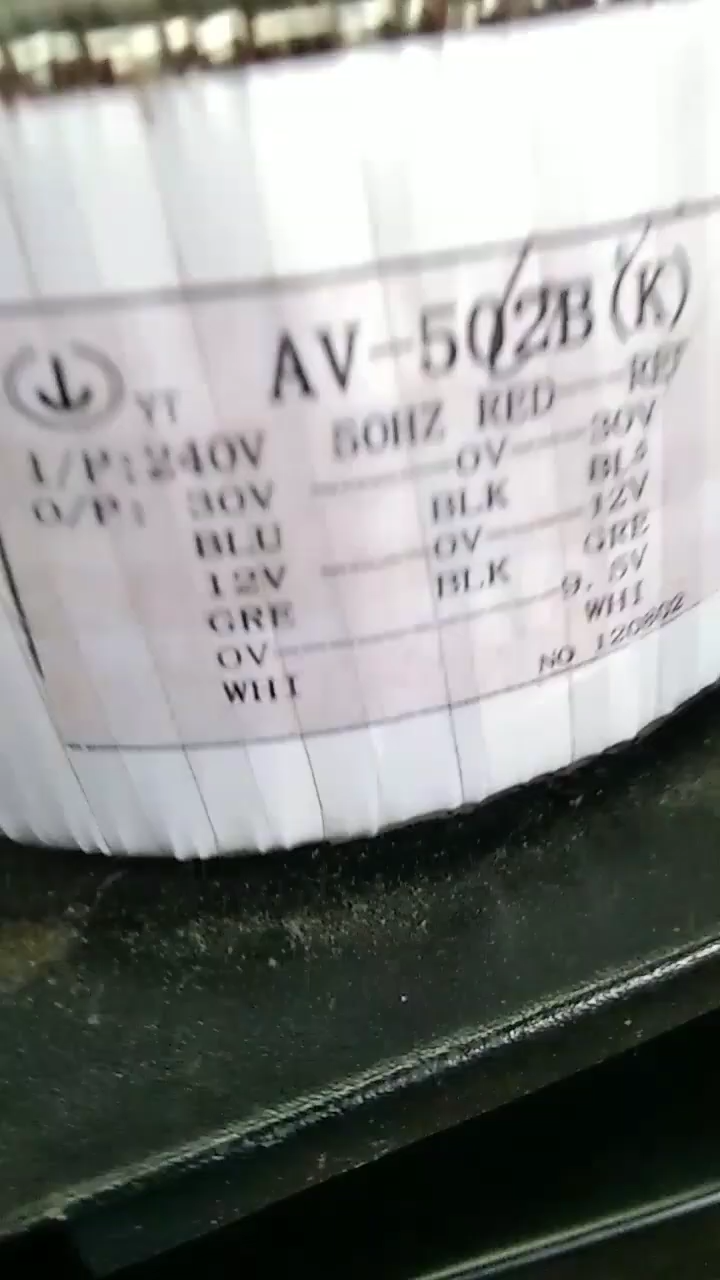 AV-502B(K)
YT
I/P:240V 50HZ RED RED
O/P: 30V 0V 30V
BLU BLK BLU
12V 0V 12V
GRE BLK GRE
0V 9.5V
WHI WHI
NO 120802